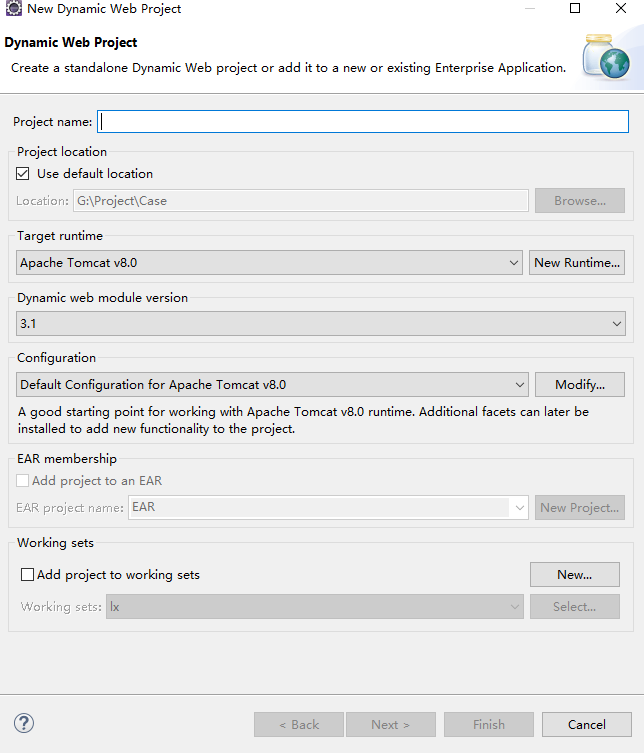 New Dynamic Web Project
Dynamic Web Project
Create a standalone Dynamic Web project or add it to a new or existing Enterprise Application.
Project name:
Project location
Use default location
Location: G:\Project\Case Browse...
Target runtime
Apache Tomcat v8.0 New Runtime...
Dynamic web module version
3.1
Configuration
Default Configuration for Apache Tomcat v8.0 Modify...
A good starting point for working with Apache Tomcat v8.0 runtime. Additional facets can later be
installed to add new functionality to the project.
EAR membership
Add project to an EAR
EAR project name: EAR New Project...
Working sets
Add project to working sets New...
Working sets: lx Select...
? < Back Next > Finish Cancel